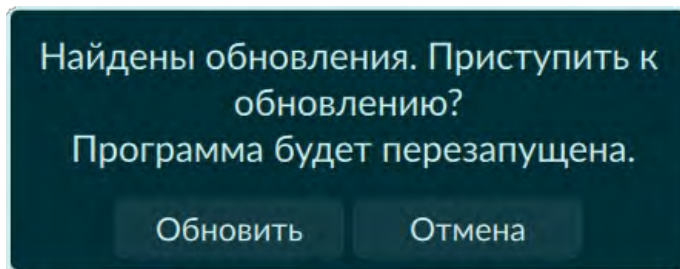 Найдены обновления. Приступить к
обновлению?
Программа будет перезапущена.
Обновить Отмена